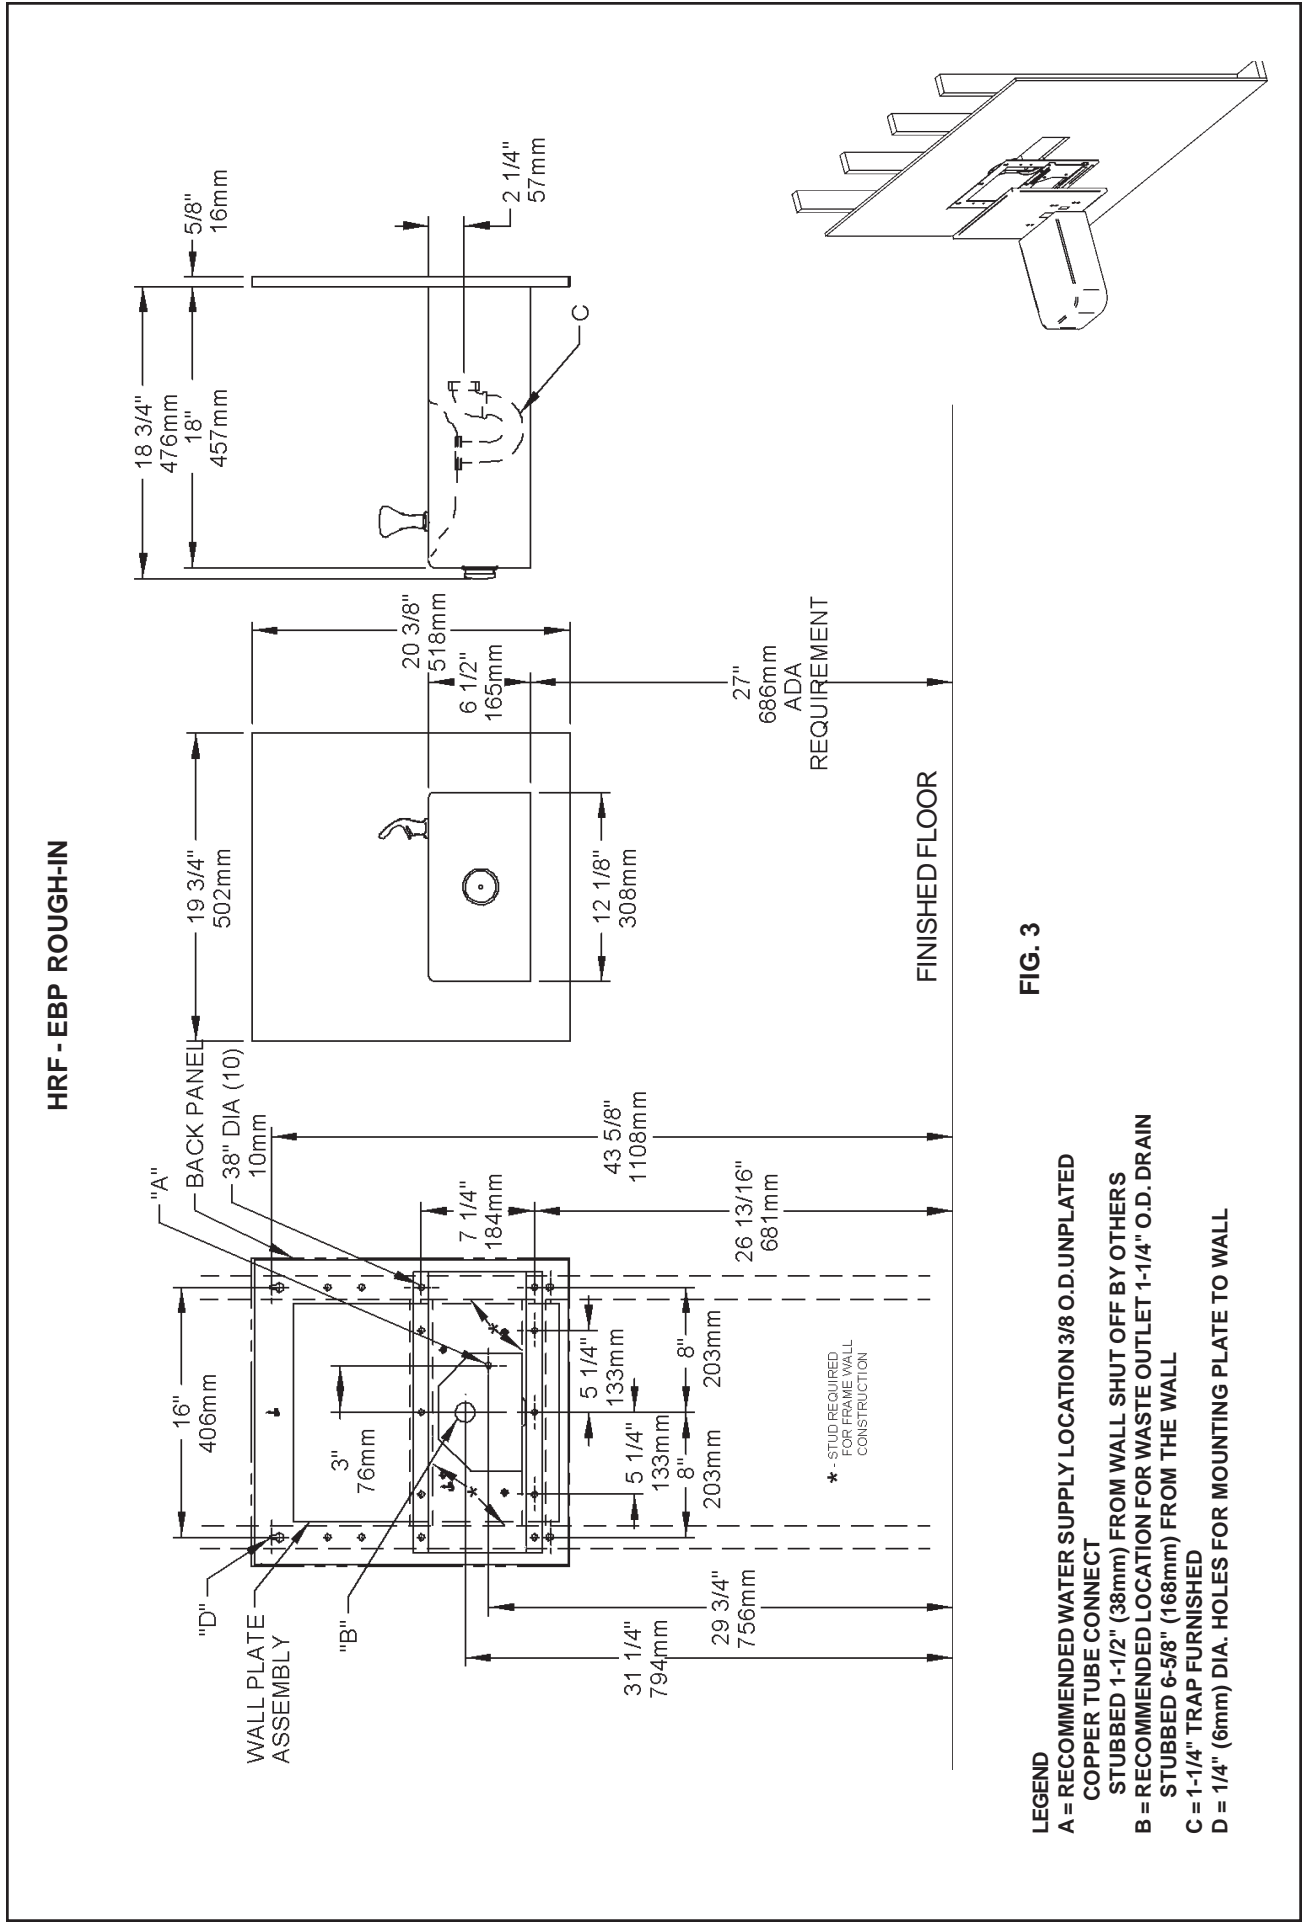 HRF - EBP ROUGH-IN
"A"
BACK PANEL
38" DIA (10)
10mm
"D"
WALL PLATE
ASSEMBLY
"B"
16"
406mm
3"
76mm
7 1/4"
184mm
43 5/8"
1108mm
26 13/16"
681mm
5 1/4"
133mm
5 1/4"
133mm
8"
203mm
8"
203mm
31 1/4"
794mm
29 3/4"
756mm
* - STUD REQUIRED
FOR FRAME WALL
CONSTRUCTION
*
*
19 3/4"
502mm
12 1/8"
308mm
20 3/8"
518mm
6 1/2"
165mm
27"
686mm
ADA
REQUIREMENT
18 3/4"
476mm
18"
457mm
5/8"
16mm
2 1/4"
57mm
C
FINISHED FLOOR
FIG. 3
LEGEND
A = RECOMMENDED WATER SUPPLY LOCATION 3/8 O.D. UNPLATED
COPPER TUBE CONNECT
STUBBED 1-1/2" (38mm) FROM WALL SHUT OFF BY OTHERS
B = RECOMMENDED LOCATION FOR WASTE OUTLET 1-1/4" O.D. DRAIN
STUBBED 6-5/8" (168mm) FROM THE WALL
C = 1-1/4" TRAP FURNISHED
D = 1/4" (6mm) DIA. HOLES FOR MOUNTING PLATE TO WALL